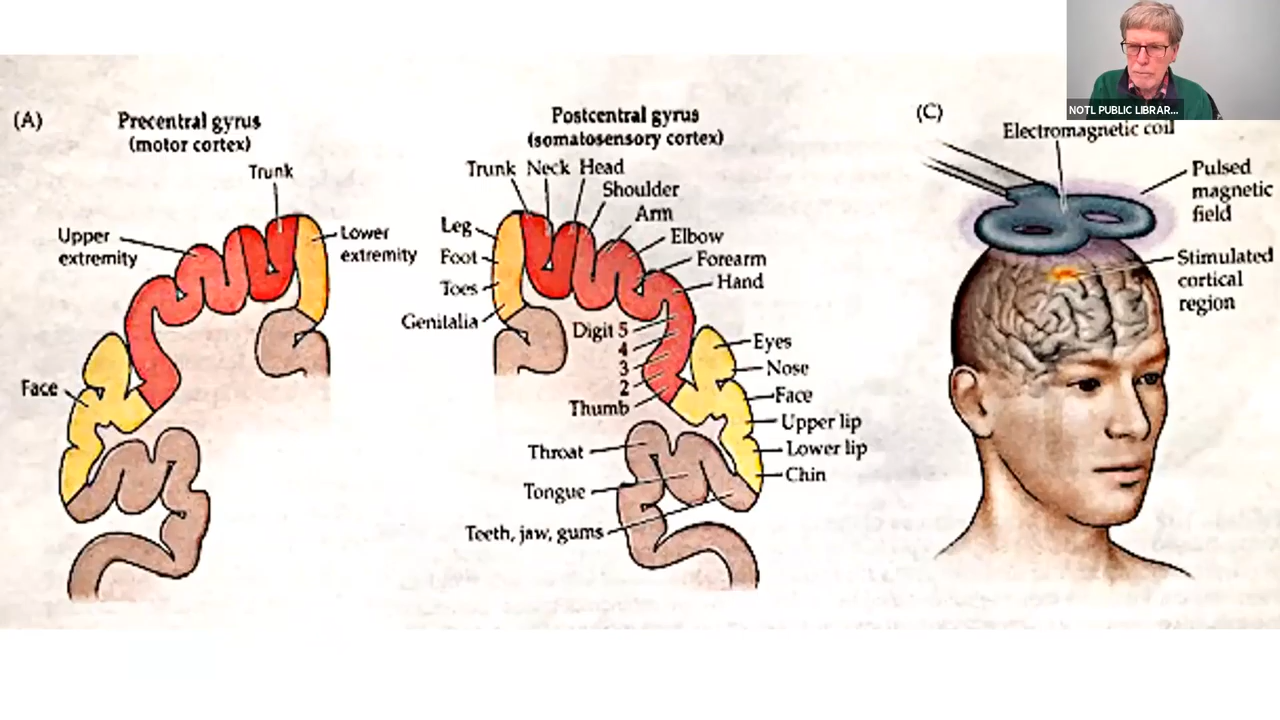 NOTL PUBLIC LIBRAR...
(A)
Precentral gyrus
(motor cortex)
Trunk
Upper
extremity
Lower
extremity
Face
Postcentral gyrus
(somatosensory cortex)
Trunk
Neck
Head
Shoulder
Arm
Elbow
Forearm
Hand
Leg
Foot
Toes
Genitalia
Digit 5
4
3
2
Thumb
Eyes
Nose
Face
Upper lip
Lower lip
Chin
Throat
Tongue
Teeth, jaw, gums
(C)
Electromagnetic coil
Pulsed
magnetic
field
Stimulated
cortical
region